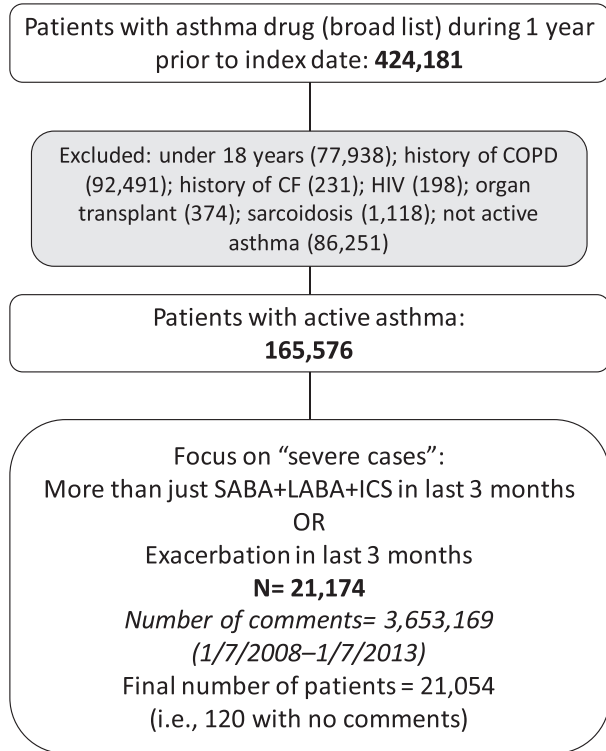 Patients with asthma drug (broad list) during 1 year
prior to index date: 424,181
Excluded: under 18 years (77,938); history of COPD
(92,491); history of CF (231); HIV (198); organ
transplant (374); sarcoidosis (1,118); not active
asthma (86,251)
Patients with active asthma:
165,576
Focus on “severe cases”:
More than just SABA+LABA+ICS in last 3 months
OR
Exacerbation in last 3 months
N= 21,174
Number of comments= 3,653,169
(1/7/2008–1/7/2013)
Final number of patients = 21,054
(i.e., 120 with no comments)